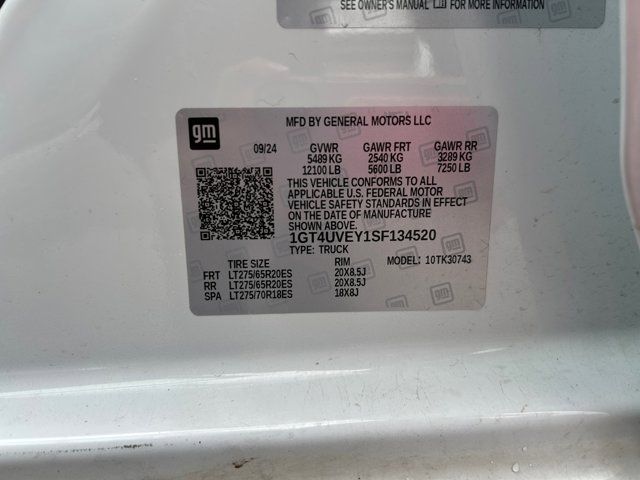 SEE OWNER'S MANUAL FOR MORE INFORMATION
gm
MFD BY GENERAL MOTORS LLC
09/24 GVWR GAWR FRT GAWR RR
5489 KG 2540 KG 3289 KG
12100 LB 5600 LB 7250 LB
THIS VEHICLE CONFORMS TO ALL
APPLICABLE U.S. FEDERAL MOTOR
VEHICLE SAFETY STANDARDS IN EFFECT
ON THE DATE OF MANUFACTURE
SHOWN ABOVE.
1GT4UVEY1SF134520
TYPE: TRUCK
TIRE SIZE RIM MODEL: 10TK30743
FRT LT275/65R20ES 20X8.5J
RR LT275/65R20ES 20X8.5J
SPA LT275/70R18ES 18X8J